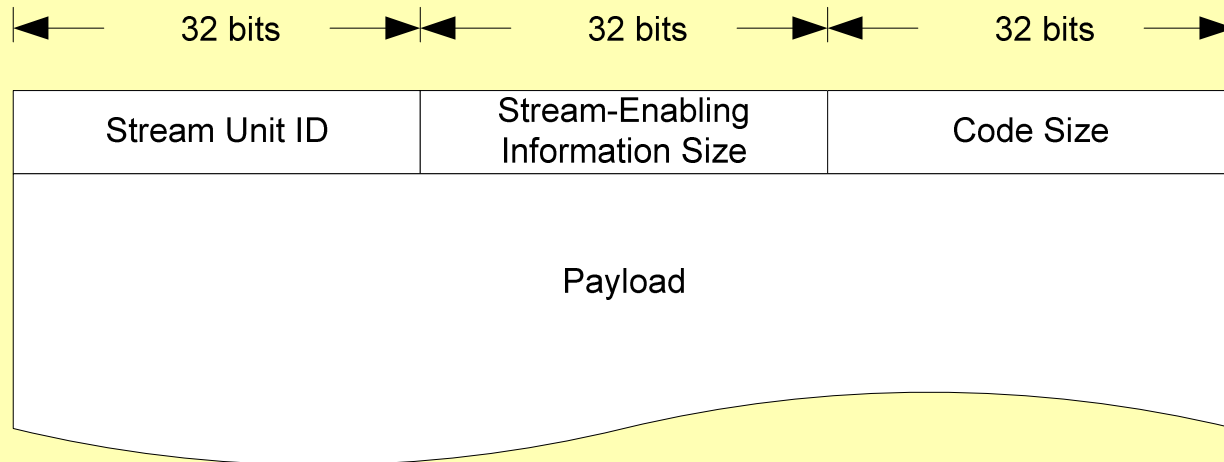 32 bits
32 bits
32 bits
Stream Unit ID
Stream-Enabling
Information Size
Code Size
Payload